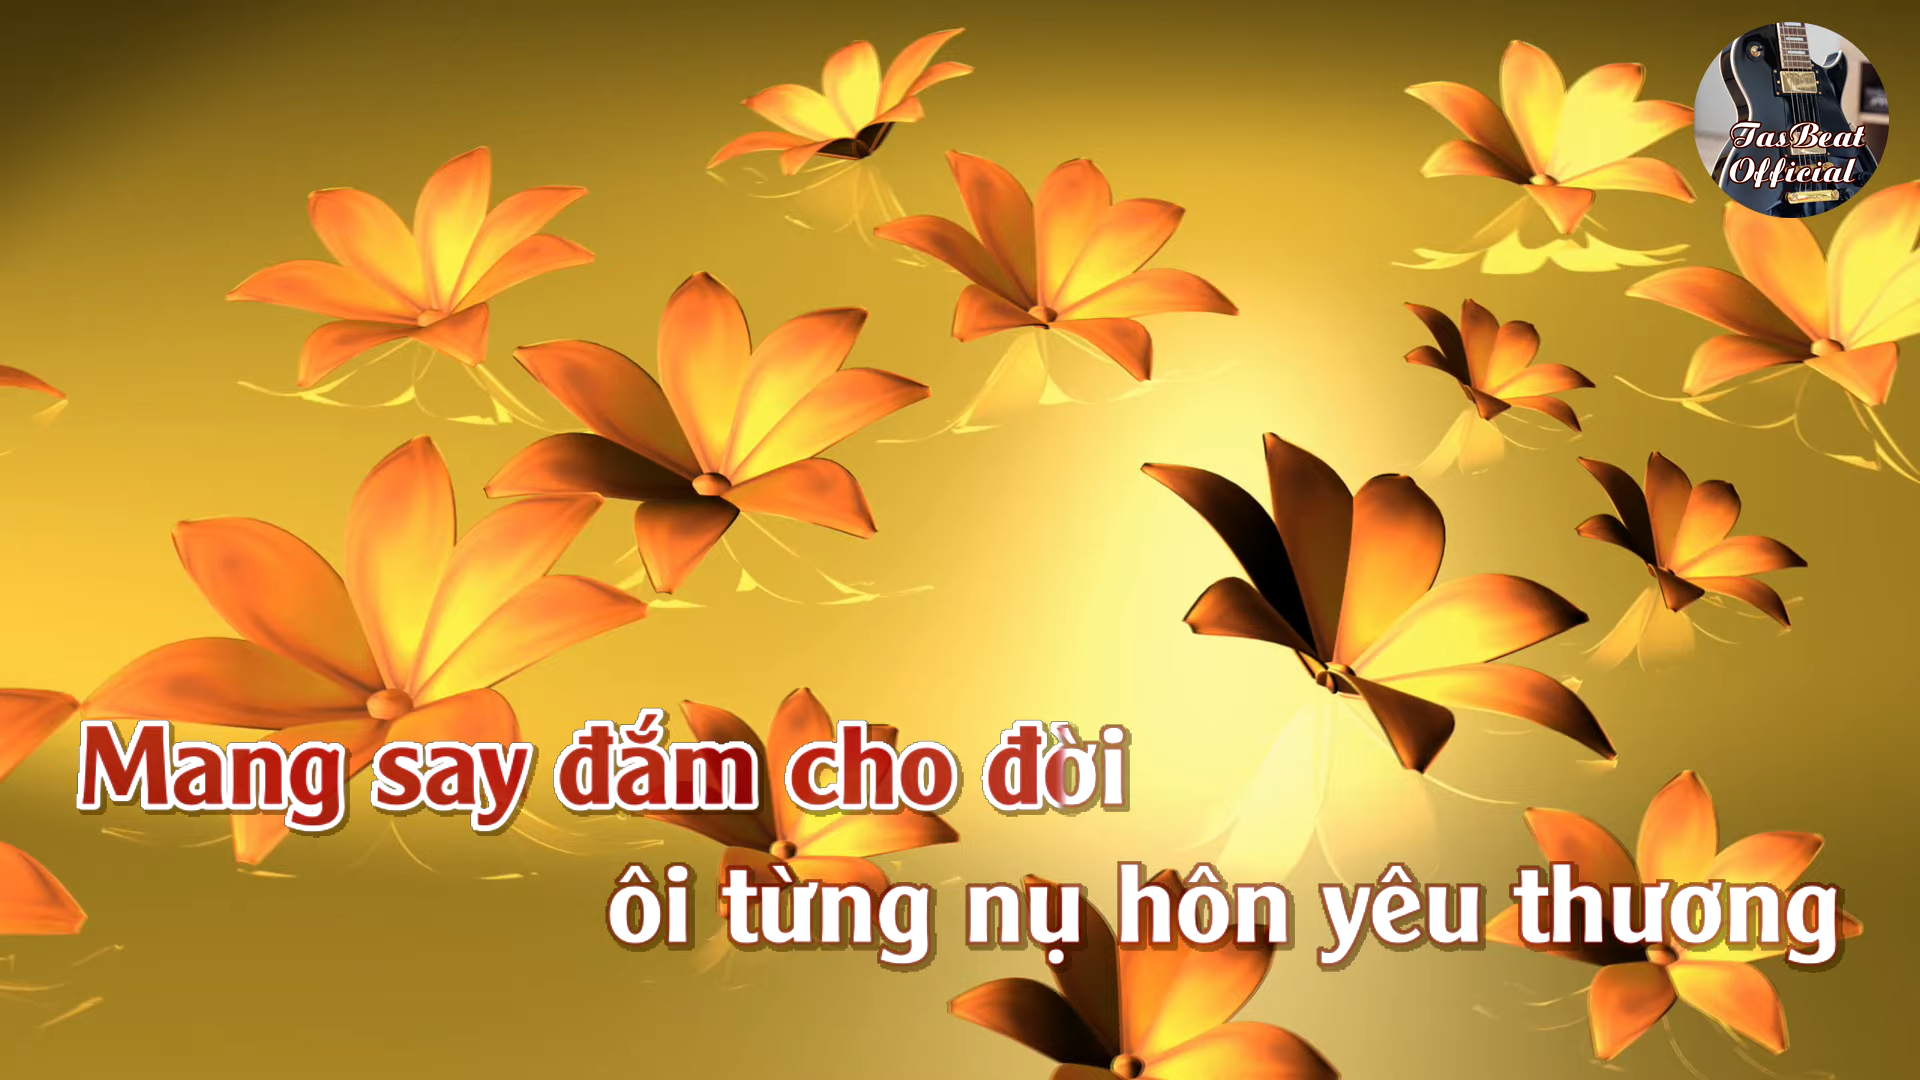 TasBeat
Official
Mang say đắm cho đời
ôi từng nụ hôn yêu thương